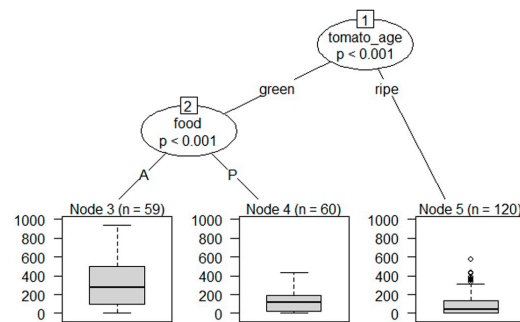 1
tomato_age
p < 0.001
green
ripe
2
food
p < 0.001
A
P
Node 3 (n = 59)
1000
800
600
400
200
0
Node 4 (n = 60)
1000
800
600
400
200
0
Node 5 (n = 120)
1000
800
600
400
200
0